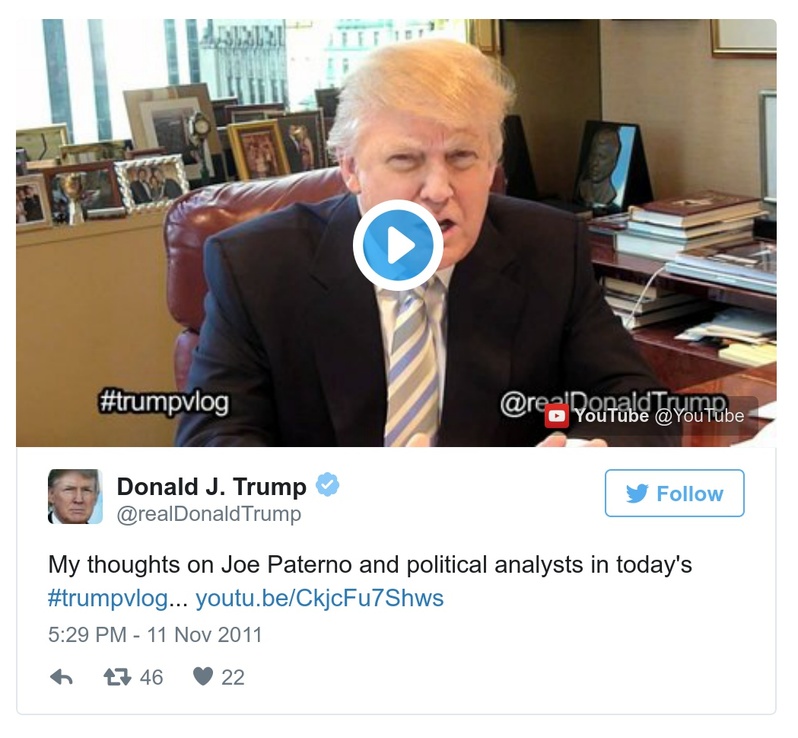 #trumpvlog
@realDonaldTrump
YouTube @YouTube
Donald J. Trump
@realDonaldTrump
Follow
My thoughts on Joe Paterno and political analysts in today's
#trumpvlog... youtu.be/CkjcFu7Shws
5:29 PM - 11 Nov 2011
46 22